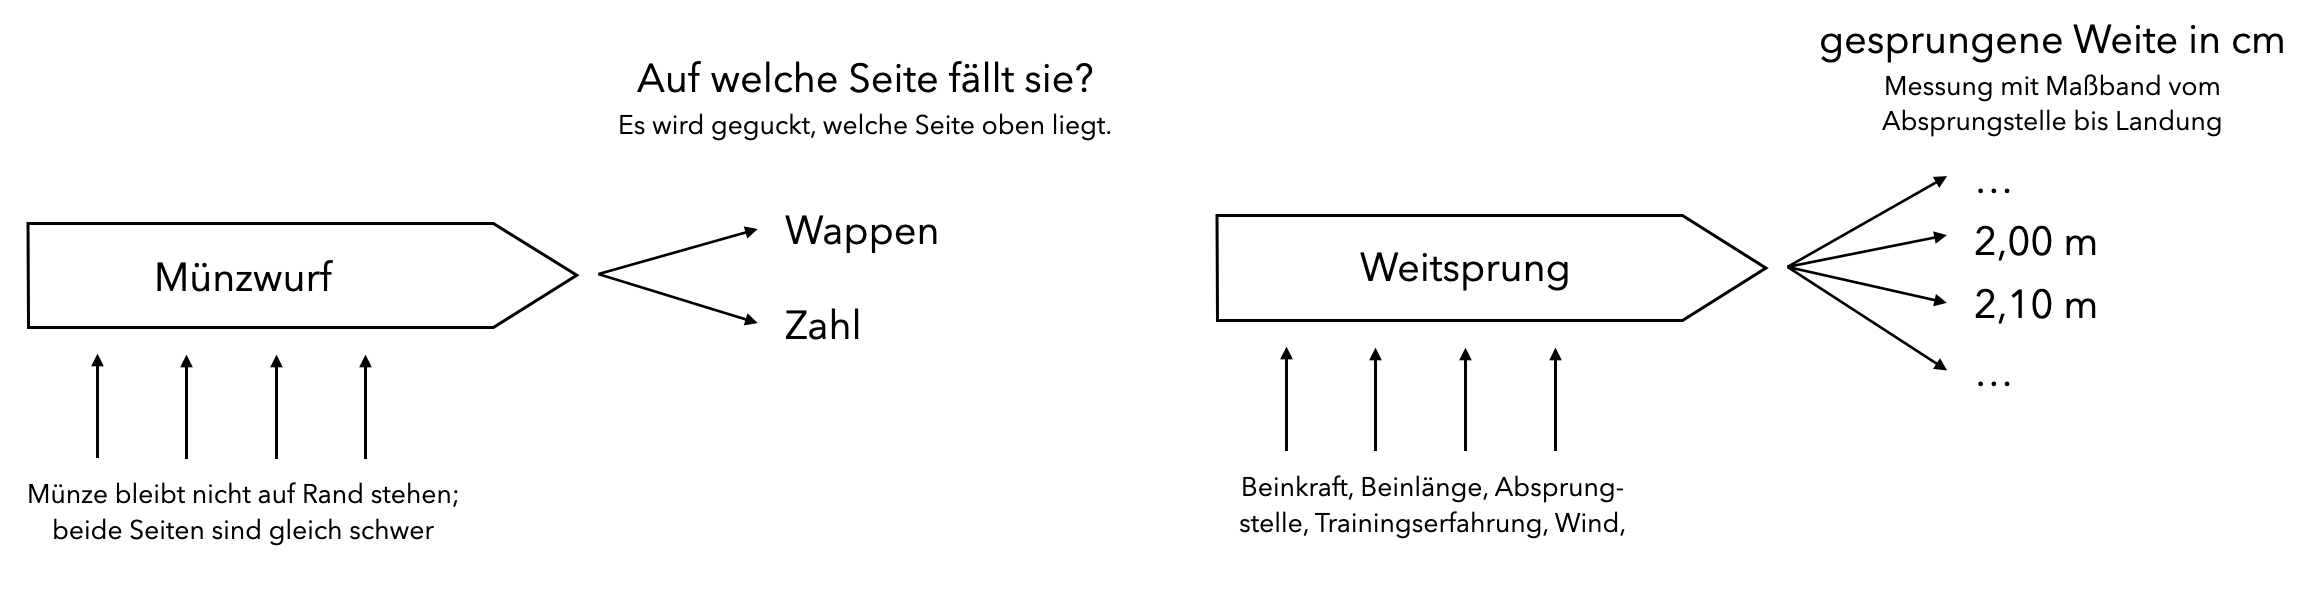 Auf welche Seite fällt sie?
Es wird geguckt, welche Seite oben liegt.
Münzwurf
Wappen
Zahl
Münze bleibt nicht auf Rand stehen;
beide Seiten sind gleich schwer
gesprungene Weite in cm
Messung mit Maßband vom
Absprungstelle bis Landung
Weitsprung
...
2,00 m
2,10 m
...
Beinkraft, Beinlänge, Absprung-
stelle, Trainingserfahrung, Wind,